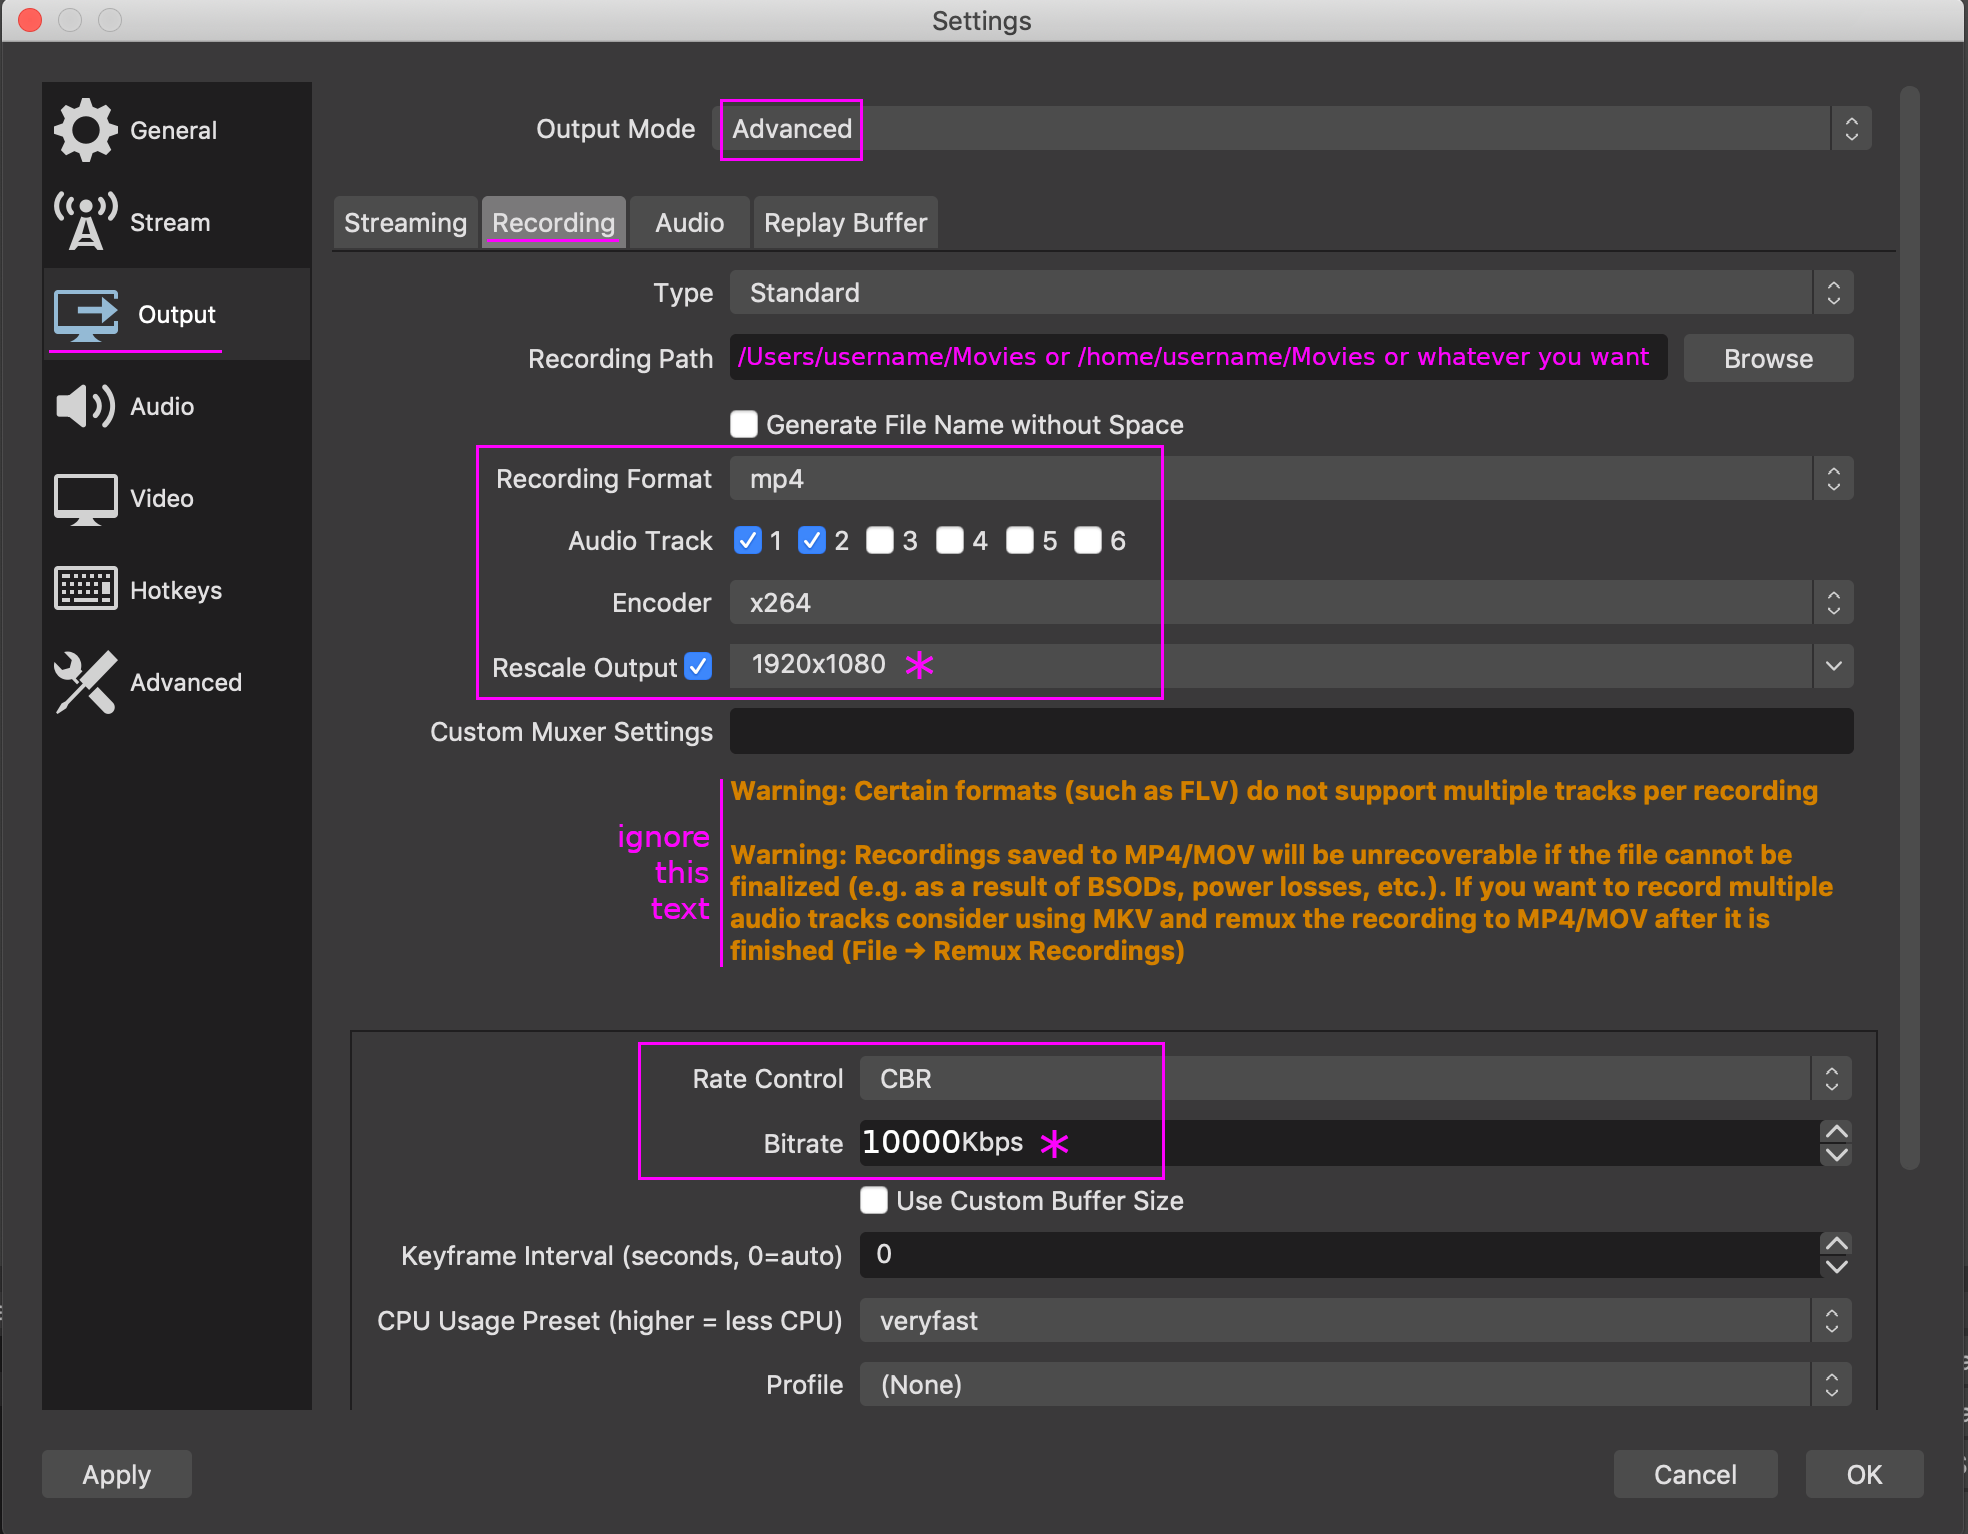 Settings
General
Stream
Output
Audio
Video
Hotkeys
Advanced
Output Mode Advanced
Streaming Recording Audio Replay Buffer
Type Standard
Recording Path /Users/username/Movies or /home/username/Movies or whatever you want Browse
Generate File Name without Space
Recording Format mp4
Audio Track 1 2 3 4 5 6
Encoder x264
Rescale Output 1920x1080 *
Custom Muxer Settings
ignore
this
text
Warning: Certain formats (such as FLV) do not support multiple tracks per recording
Warning: Recordings saved to MP4/MOV will be unrecoverable if the file cannot be
finalized (e.g. as a result of BSODs, power losses, etc.). If you want to record multiple
audio tracks consider using MKV and remux the recording to MP4/MOV after it is
finished (File → Remux Recordings)
Rate Control CBR
Bitrate 10000Kbps *
Use Custom Buffer Size
Keyframe Interval (seconds, 0=auto) 0
CPU Usage Preset (higher = less CPU) veryfast
Profile (None)
Apply Cancel OK